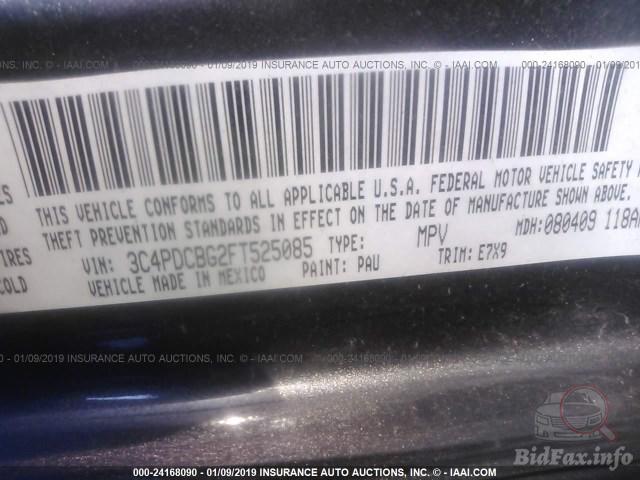 INC. - © IAAI.COM 000-24168090 - 01/09/2019 INSURANCE AUTO AUCTIONS, INC. - © IAAI.COM 000-24168090 - 01/09/2019
THIS VEHICLE CONFORMS TO ALL APPLICABLE U.S.A. FEDERAL MOTOR VEHICLE SAFETY
THEFT PREVENTION STANDARDS IN EFFECT ON THE DATE OF MANUFACTURE SHOWN ABOVE.
VIN: 3C4PDCBG2FT525085 TYPE: MPV MDH: 080409
VEHICLE MADE IN MEXICO PAINT: PAU TRIM: E7X9
COLD
- 01/09/2019 INSURANCE AUTO AUCTIONS, INC. - © IAAI.COM
BidFax.info
000-24168090 - 01/09/2019 INSURANCE AUTO AUCTIONS, INC. - © IAAI.COM